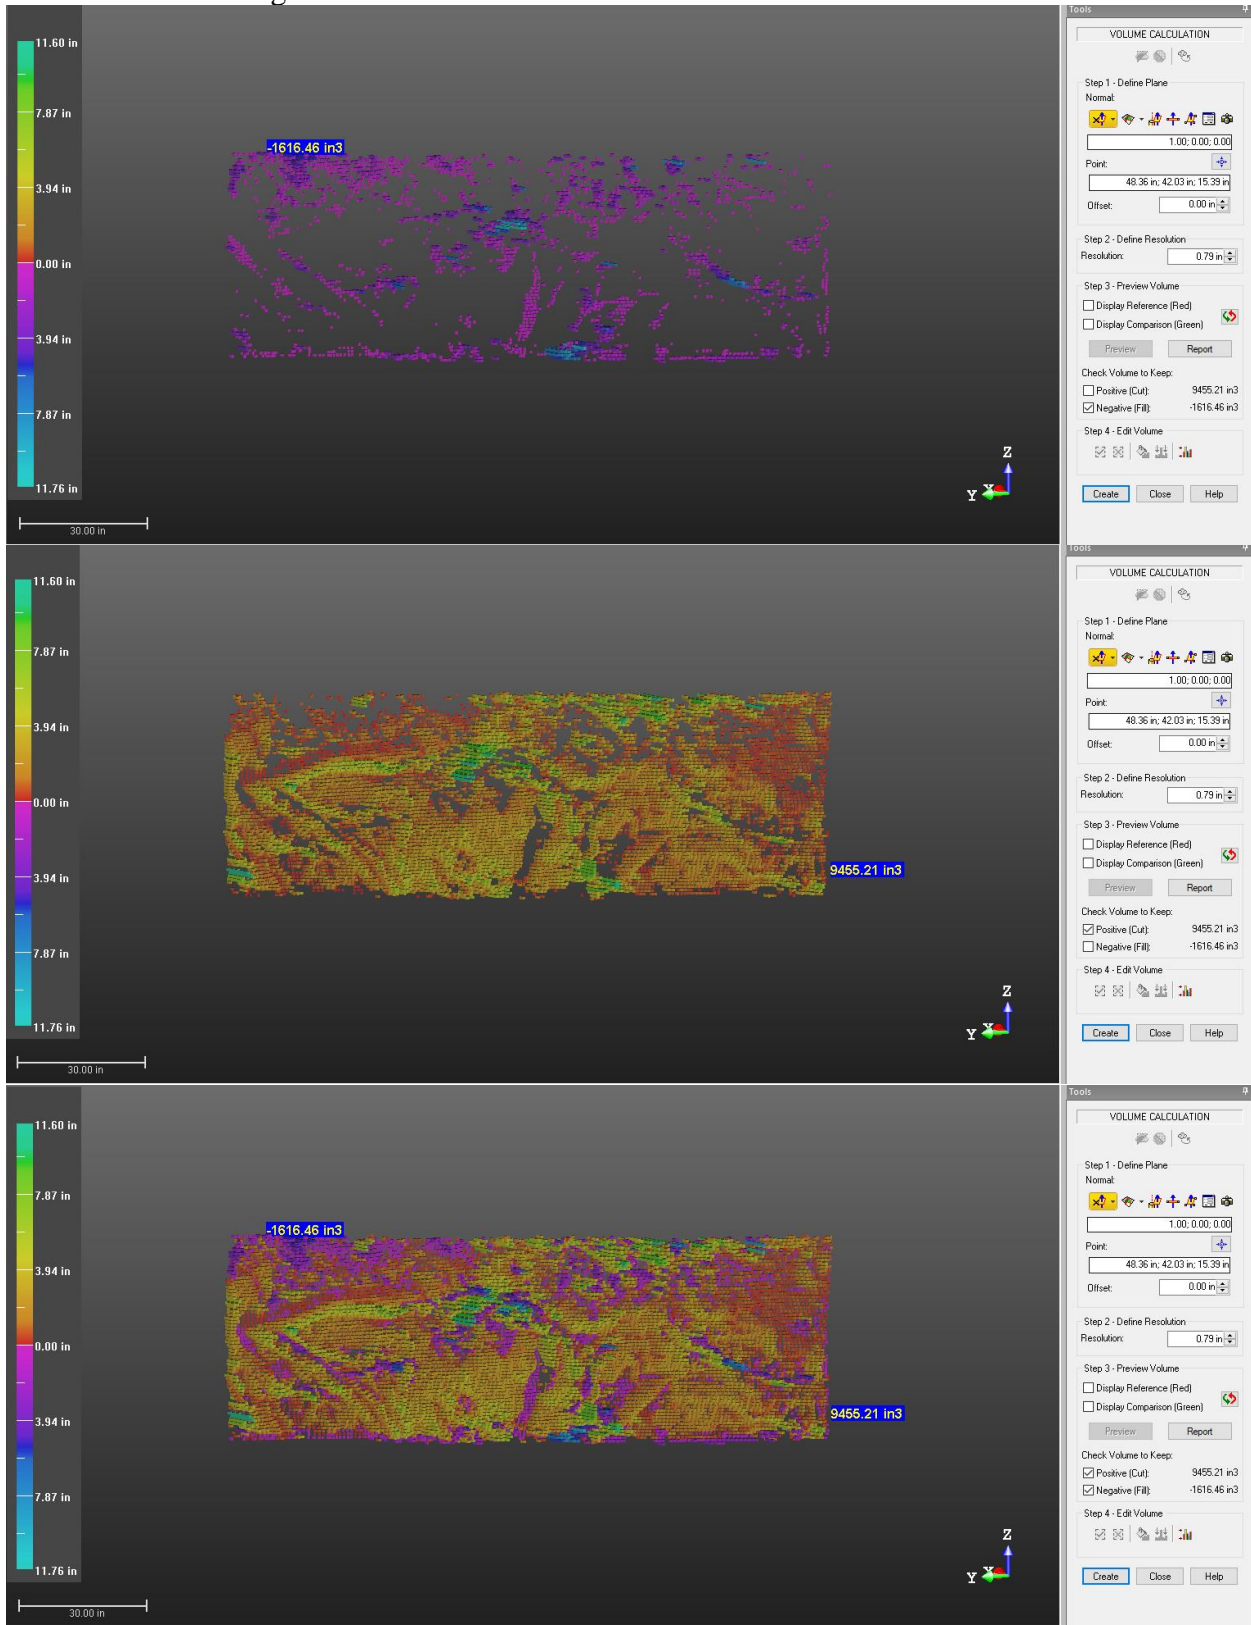 11.60 in
7.87 in
3.94 in
0.00 in
3.94 in
7.87 in
11.76 in
30.00 in
-1616.46 in3
Z
Y X
Tools
VOLUME CALCULATION
Step 1 - Define Plane
Normal:
1.00; 0.00; 0.00
Point:
48.36 in; 42.03 in; 15.39 in
Offset: 0.00 in
Step 2 - Define Resolution
Resolution: 0.79 in
Step 3 - Preview Volume
Display Reference (Red)
Display Comparison (Green)
Preview Report
Check Volume to Keep:
Positive (Cut): 9455.21 in3
Negative (Fill): -1616.46 in3
Step 4 - Edit Volume
Create Close Help
11.60 in
7.87 in
3.94 in
0.00 in
3.94 in
7.87 in
11.76 in
30.00 in
9455.21 in3
Z
Y X
Tools
VOLUME CALCULATION
Step 1 - Define Plane
Normal:
1.00; 0.00; 0.00
Point:
48.36 in; 42.03 in; 15.39 in
Offset: 0.00 in
Step 2 - Define Resolution
Resolution: 0.79 in
Step 3 - Preview Volume
Display Reference (Red)
Display Comparison (Green)
Preview Report
Check Volume to Keep:
Positive (Cut): 9455.21 in3
Negative (Fill): -1616.46 in3
Step 4 - Edit Volume
Create Close Help
11.60 in
7.87 in
3.94 in
0.00 in
3.94 in
7.87 in
11.76 in
30.00 in
-1616.46 in3
9455.21 in3
Z
Y X
Tools
VOLUME CALCULATION
Step 1 - Define Plane
Normal:
1.00; 0.00; 0.00
Point:
48.36 in; 42.03 in; 15.39 in
Offset: 0.00 in
Step 2 - Define Resolution
Resolution: 0.79 in
Step 3 - Preview Volume
Display Reference (Red)
Display Comparison (Green)
Preview Report
Check Volume to Keep:
Positive (Cut): 9455.21 in3
Negative (Fill): -1616.46 in3
Step 4 - Edit Volume
Create Close Help